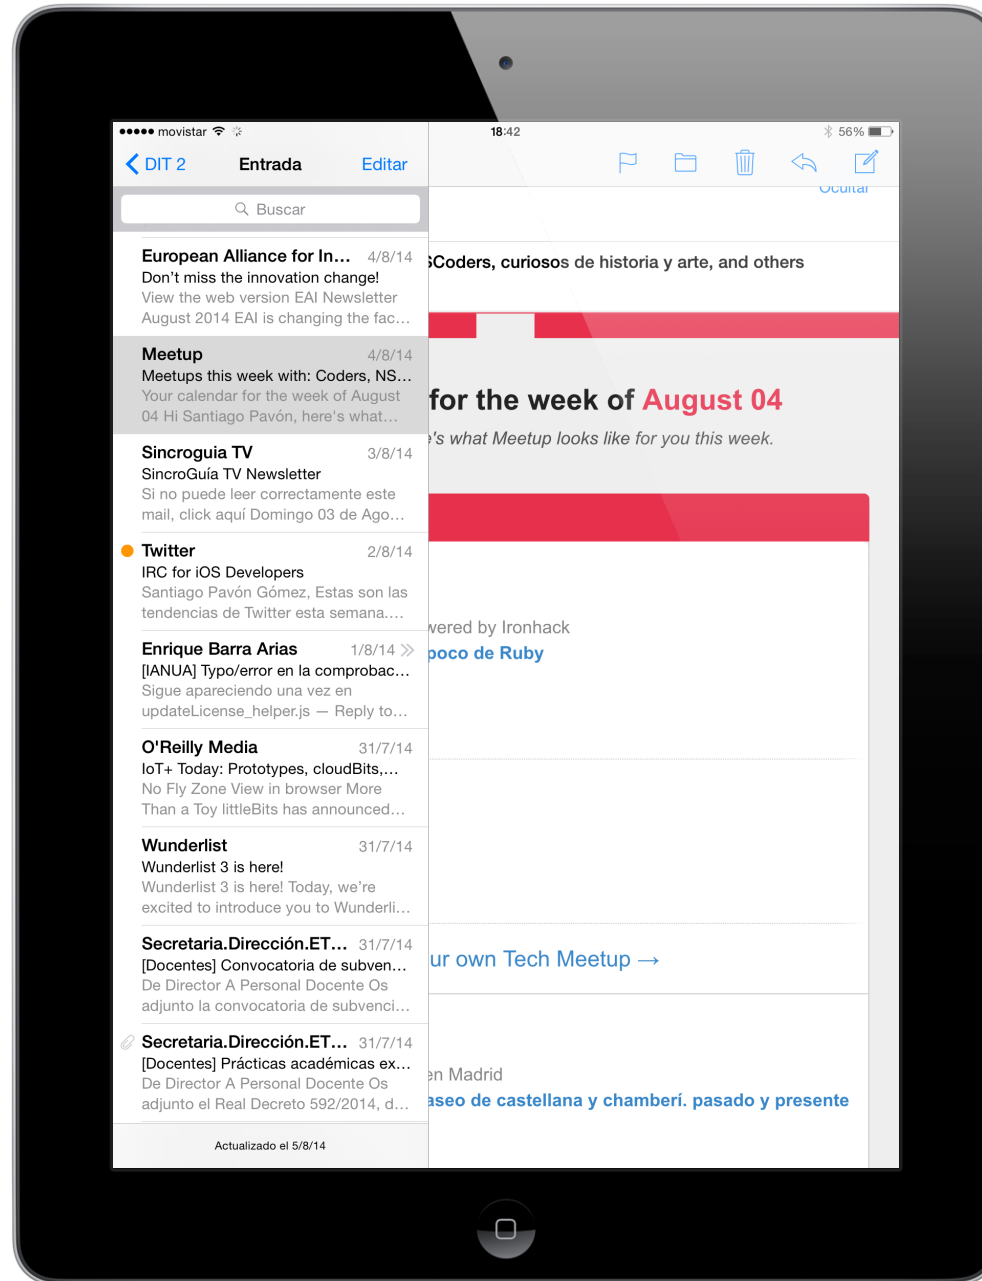 movistar
18:42
56%
DIT 2
Entrada
Editar
Buscar
European Alliance for In... 4/8/14
Don't miss the innovation change!
View the web version EAI Newsletter
August 2014 EAI is changing the fac...
Meetup 4/8/14
Meetups this week with: Coders, NS...
Your calendar for the week of August
04 Hi Santiago Pavón, here's what...
Sincroguia TV 3/8/14
SincroGuía TV Newsletter
Si no puede leer correctamente este
mail, click aquí Domingo 03 de Ago...
Twitter 2/8/14
IRC for iOS Developers
Santiago Pavón Gómez, Estas son las
tendencias de Twitter esta semana....
Enrique Barra Arias 1/8/14
[IANUA] Typo/error en la comprobac...
Sigue apareciendo una vez en
updateLicense_helper.js — Reply to...
O'Reilly Media 31/7/14
IoT+ Today: Prototypes, cloudBits,...
No Fly Zone View in browser More
Than a Toy littleBits has announced...
Wunderlist 31/7/14
Wunderlist 3 is here!
Wunderlist 3 is here! Today, we're
excited to introduce you to Wunderli...
Secretaria.Dirección.ET... 31/7/14
[Docentes] Convocatoria de subven...
De Director A Personal Docente Os
adjunto la convocatoria de subvenci...
Secretaria.Dirección.ET... 31/7/14
[Docentes] Prácticas académicas ex...
De Director A Personal Docente Os
adjunto el Real Decreto 592/2014, d...
Actualizado el 5/8/14
Ocultar
SCoders, curiosos de historia y arte, and others
for the week of August 04
e's what Meetup looks like for you this week.
wered by Ironhack
poco de Ruby
ur own Tech Meetup →
en Madrid
aseo de castellana y chamberí. pasado y presente